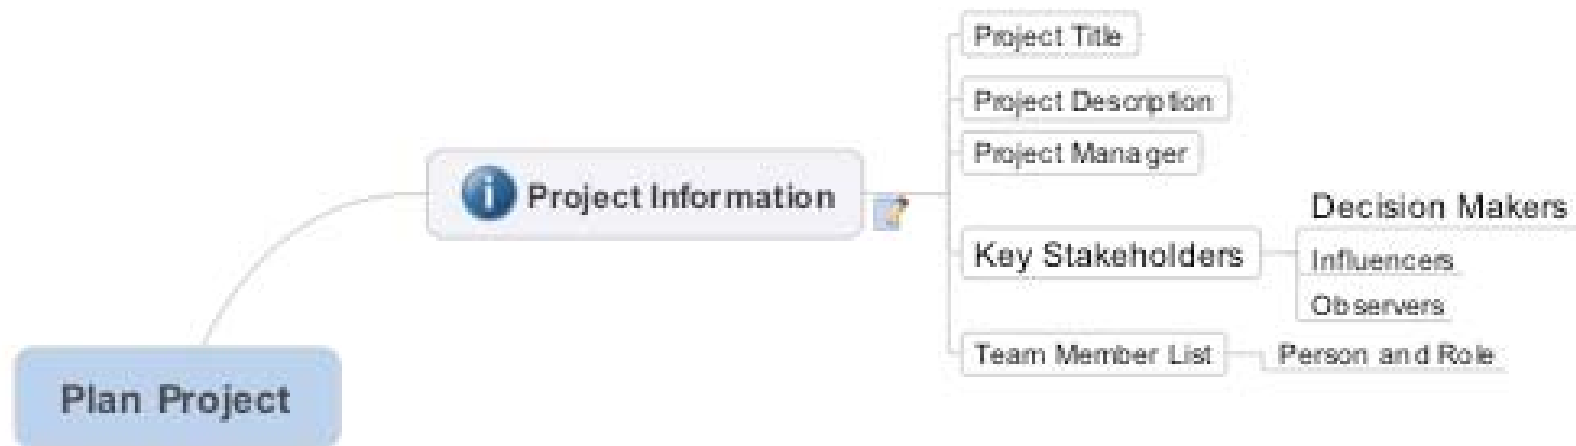 Project Title
Project Description
Project Manager
Project Information
Decision Makers
Key Stakeholders
Influencers
Observers
Team Member List
Person and Role
Plan Project